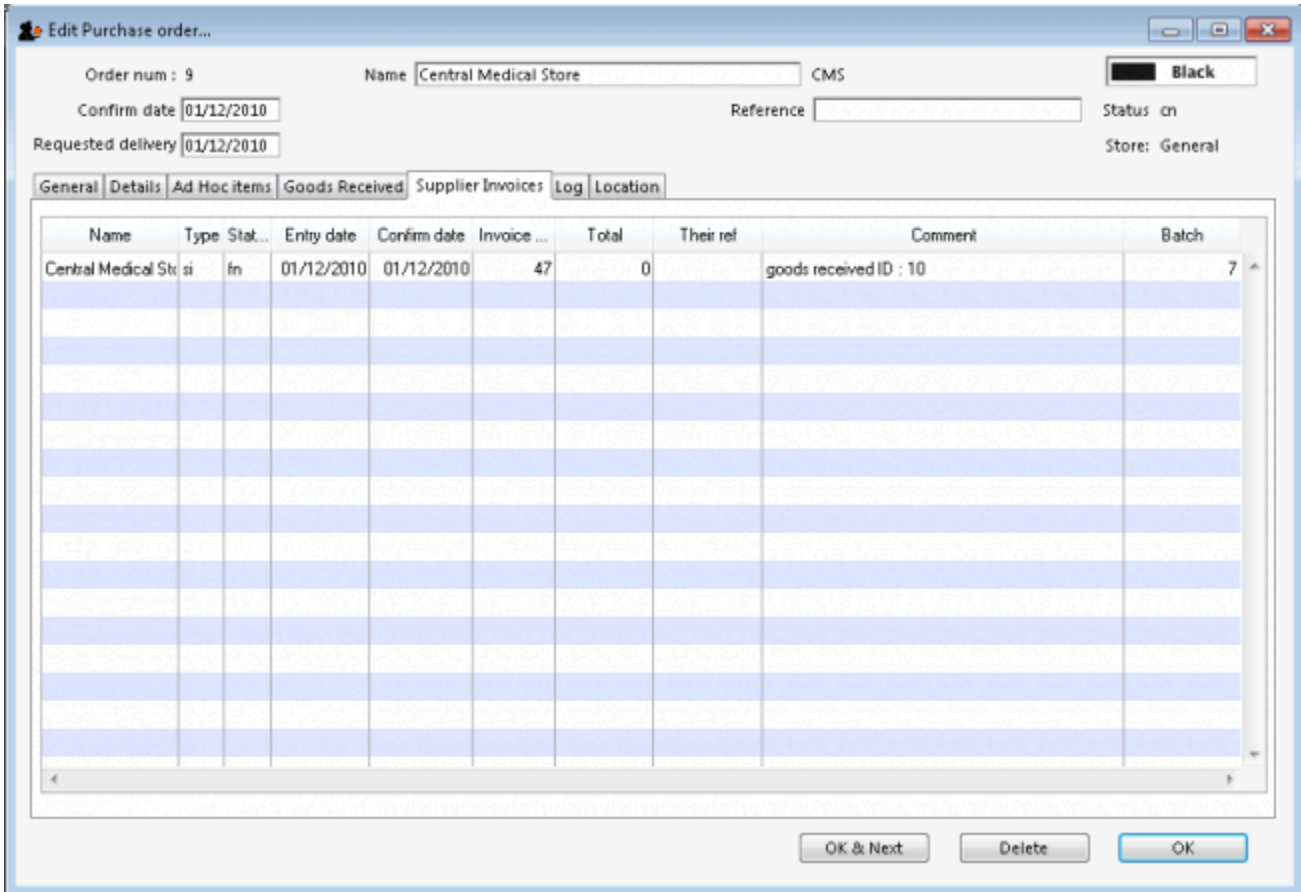 Edit Purchase order...
Order num : 9 Name Central Medical Store CMS Black
Confirm date 01/12/2010 Reference Status cn
Requested delivery 01/12/2010 Store: General
General Details Ad Hoc items Goods Received Supplier Invoices Log Location
Name Type Stat... Entry date Confirm date Invoice ... Total Their ref Comment Batch
Central Medical Sto si fn 01/12/2010 01/12/2010 47 0 goods received ID : 10 7
OK & Next Delete OK